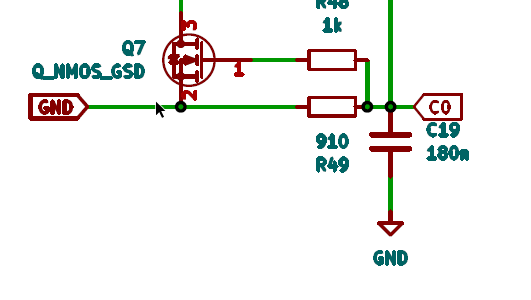 R48
1k
3
Q7
Q_NMOS_GSD
1
2
GND
C0
910
R49
C19
180n
GND